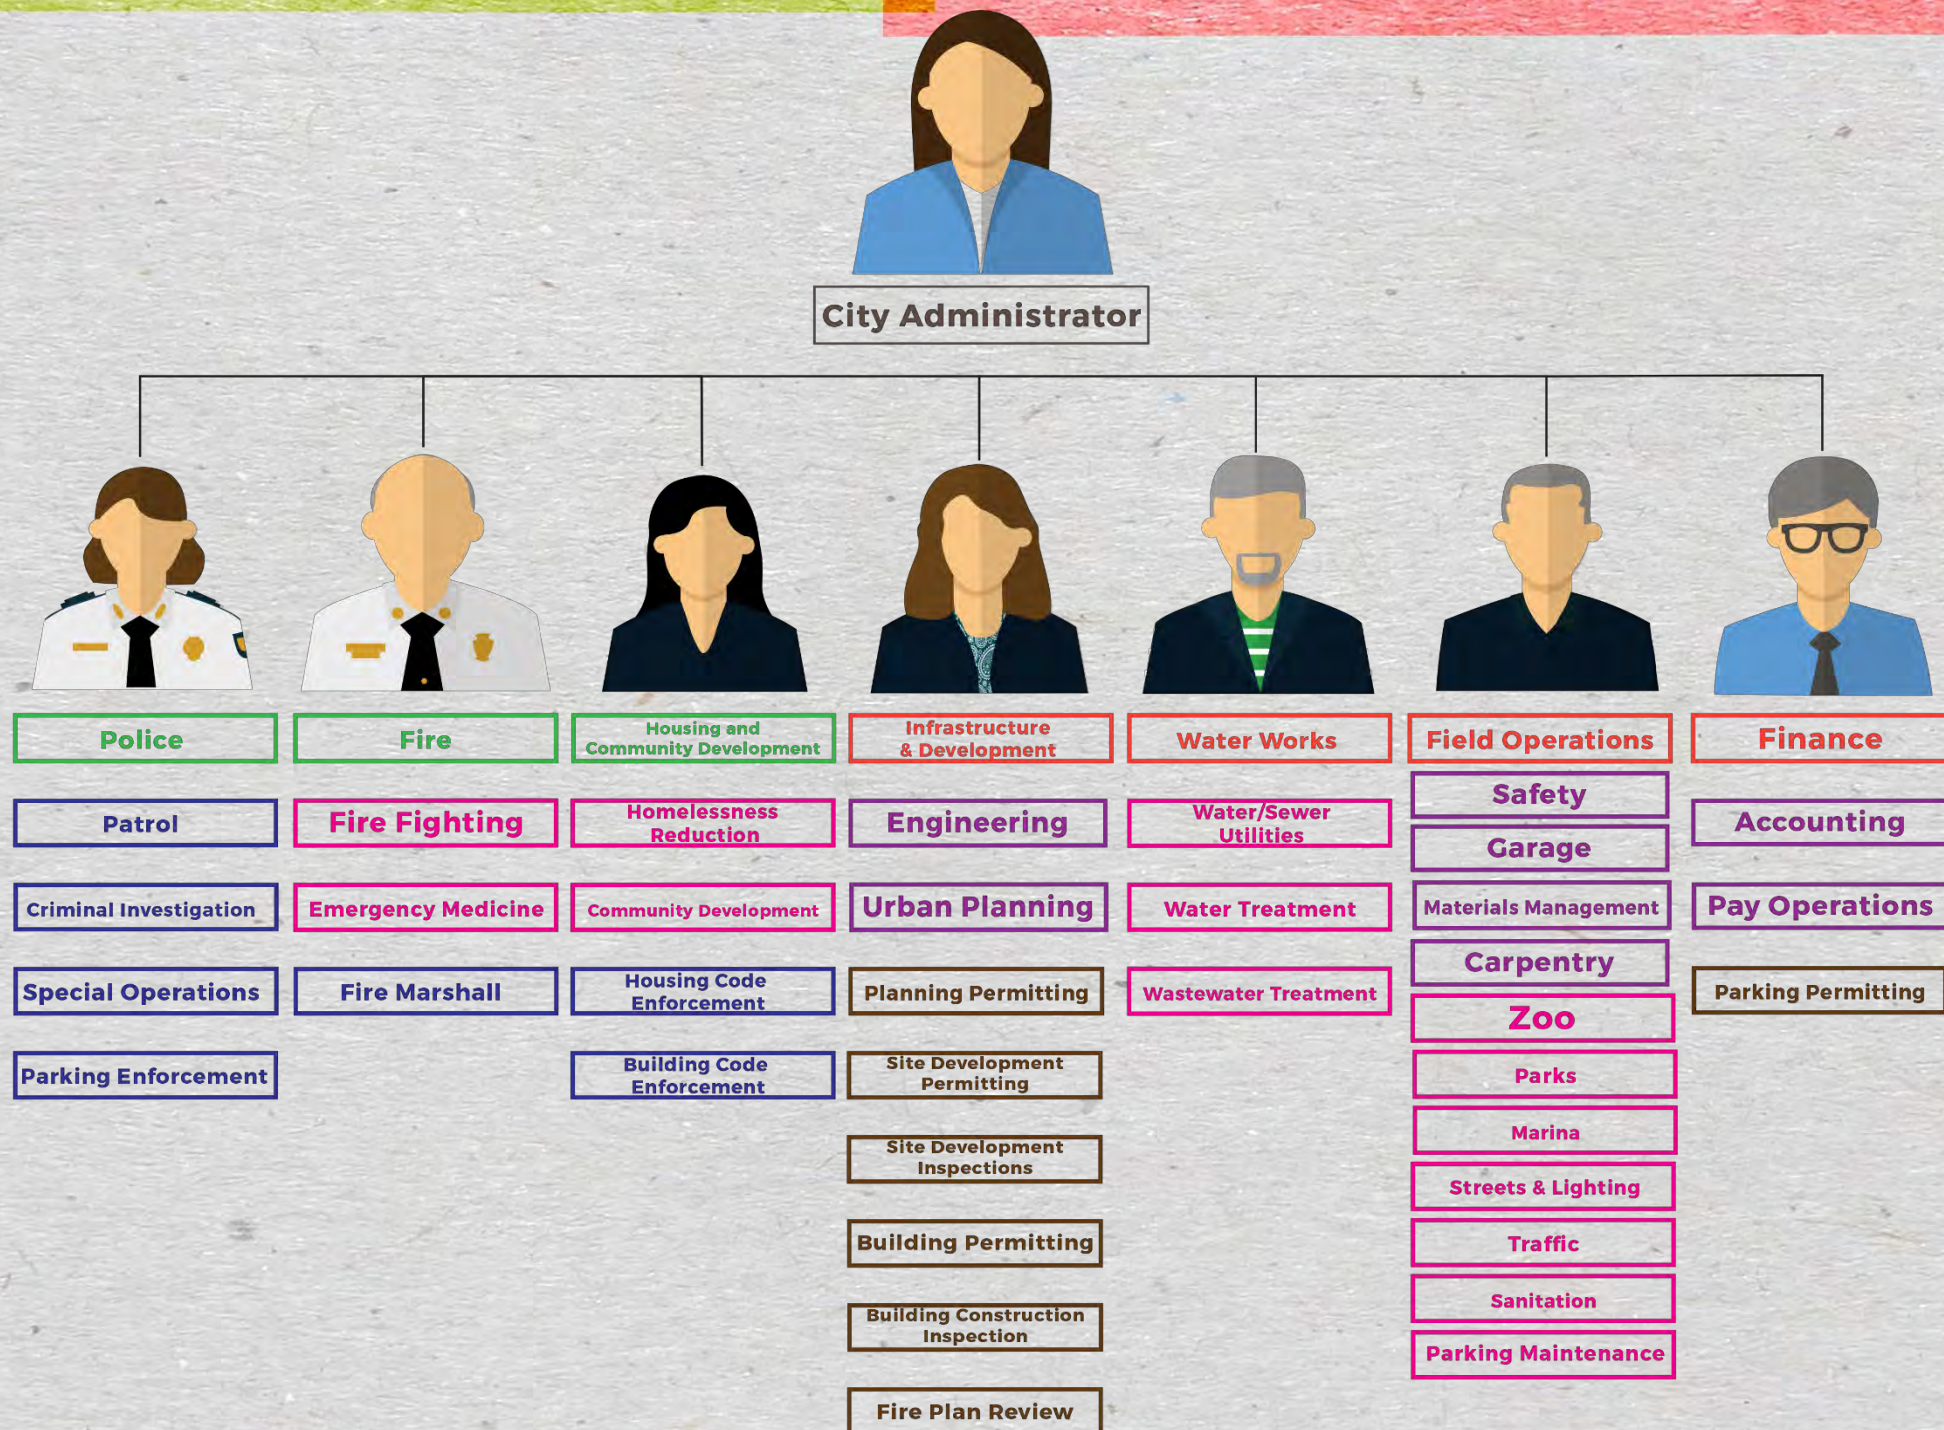 City Administrator
Police
Fire
Housing and
Community Development
Infrastructure
& Development
Water Works
Field Operations
Finance
Patrol
Criminal Investigation
Special Operations
Parking Enforcement
Fire Fighting
Emergency Medicine
Fire Marshall
Homelessness
Reduction
Community Development
Housing Code
Enforcement
Building Code
Enforcement
Engineering
Urban Planning
Planning Permitting
Site Development
Permitting
Site Development
Inspections
Building Permitting
Building Construction
Inspection
Fire Plan Review
Water/Sewer
Utilities
Water Treatment
Wastewater Treatment
Safety
Garage
Materials Management
Carpentry
Zoo
Parks
Marina
Streets & Lighting
Traffic
Sanitation
Parking Maintenance
Accounting
Pay Operations
Parking Permitting